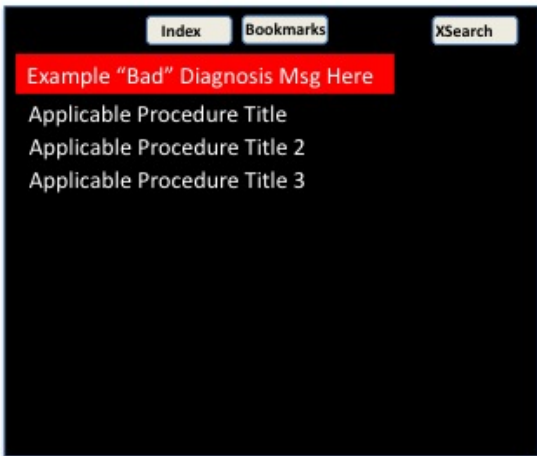 Index Bookmarks XSearch
Example “Bad” Diagnosis Msg Here
Applicable Procedure Title
Applicable Procedure Title 2
Applicable Procedure Title 3